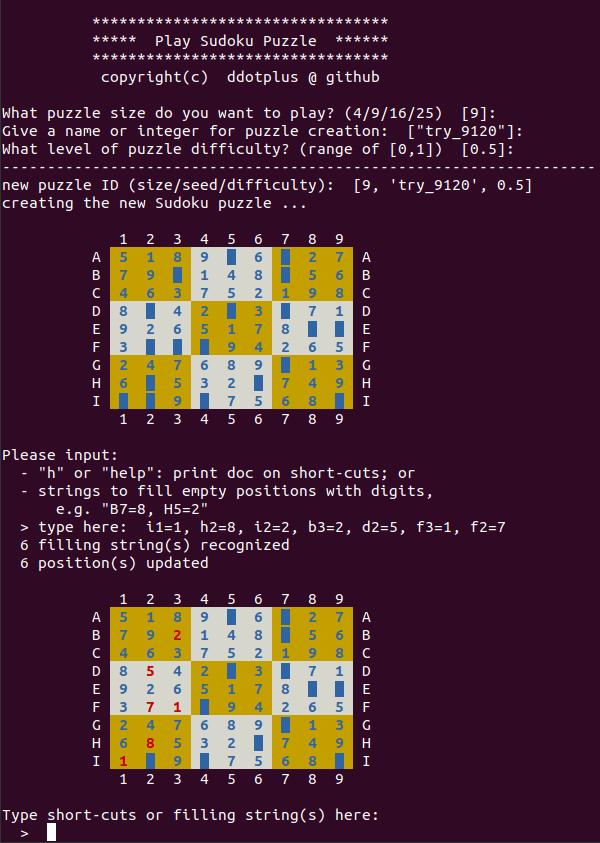 *********************************
***** Play Sudoku Puzzle ******
*********************************
copyright(c) ddotplus @ github
What puzzle size do you want to play? (4/9/16/25) [9]:
Give a name or integer for puzzle creation: ["try_9120"]:
What level of puzzle difficulty? (range of [0,1]) [0.5]:
------------------------------------------------------------------
new puzzle ID (size/seed/difficulty): [9, 'try_9120', 0.5]
creating the new Sudoku puzzle ...
1 2 3 4 5 6 7 8 9
A 5 1 8 9 6 2 7 A
B 7 9 1 4 8 5 6 B
C 4 6 3 7 5 2 1 9 8 C
D 8 4 2 3 7 1 D
E 9 2 6 5 1 7 8 E
F 3 9 4 2 6 5 F
G 2 4 7 6 8 9 1 3 G
H 6 5 3 2 7 4 9 H
I 9 7 5 6 8 I
1 2 3 4 5 6 7 8 9
Please input:
- "h" or "help": print doc on short-cuts; or
- strings to fill empty positions with digits,
e.g. "B7=8, H5=2"
> type here: i1=1, h2=8, i2=2, b3=2, d2=5, f3=1, f2=7
6 filling string(s) recognized
6 position(s) updated
1 2 3 4 5 6 7 8 9
A 5 1 8 9 6 2 7 A
B 7 9 2 1 4 8 5 6 B
C 4 6 3 7 5 2 1 9 8 C
D 8 5 4 2 3 7 1 D
E 9 2 6 5 1 7 8 E
F 3 7 1 9 4 2 6 5 F
G 2 4 7 6 8 9 1 3 G
H 6 8 5 3 2 7 4 9 H
I 1 9 7 5 6 8 I
1 2 3 4 5 6 7 8 9
Type short-cuts or filling string(s) here:
>